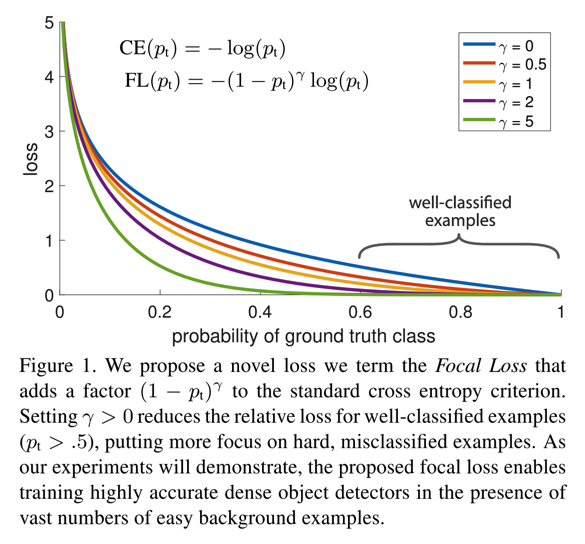 5
4
3
2
1
0
loss
CE(pₜ) = − log(pₜ)
FL(pₜ) = −(1 − pₜ)^γ log(pₜ)
γ = 0
γ = 0.5
γ = 1
γ = 2
γ = 5
well-classified
examples
0 0.2 0.4 0.6 0.8 1
probability of ground truth class
Figure 1. We propose a novel loss we term the Focal Loss that
adds a factor (1 − pₜ)^γ to the standard cross entropy criterion.
Setting γ > 0 reduces the relative loss for well-classified examples
(pₜ > .5), putting more focus on hard, misclassified examples. As
our experiments will demonstrate, the proposed focal loss enables
training highly accurate dense object detectors in the presence of
vast numbers of easy background examples.